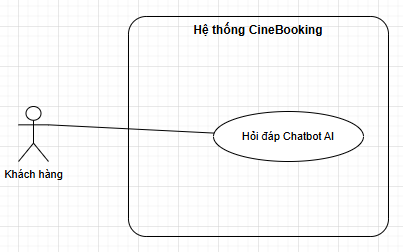 Hệ thống CineBooking
Hỏi đáp Chatbot AI
Khách hàng